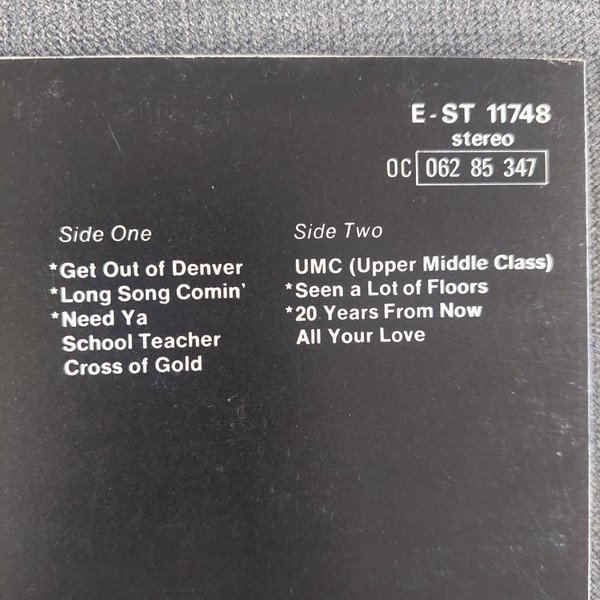 E-ST 11748
stereo
OC 062 85 347
Side One
*Get Out of Denver
*Long Song Comin'
*Need Ya
School Teacher
Cross of Gold
Side Two
UMC (Upper Middle Class)
*Seen a Lot of Floors
*20 Years From Now
All Your Love